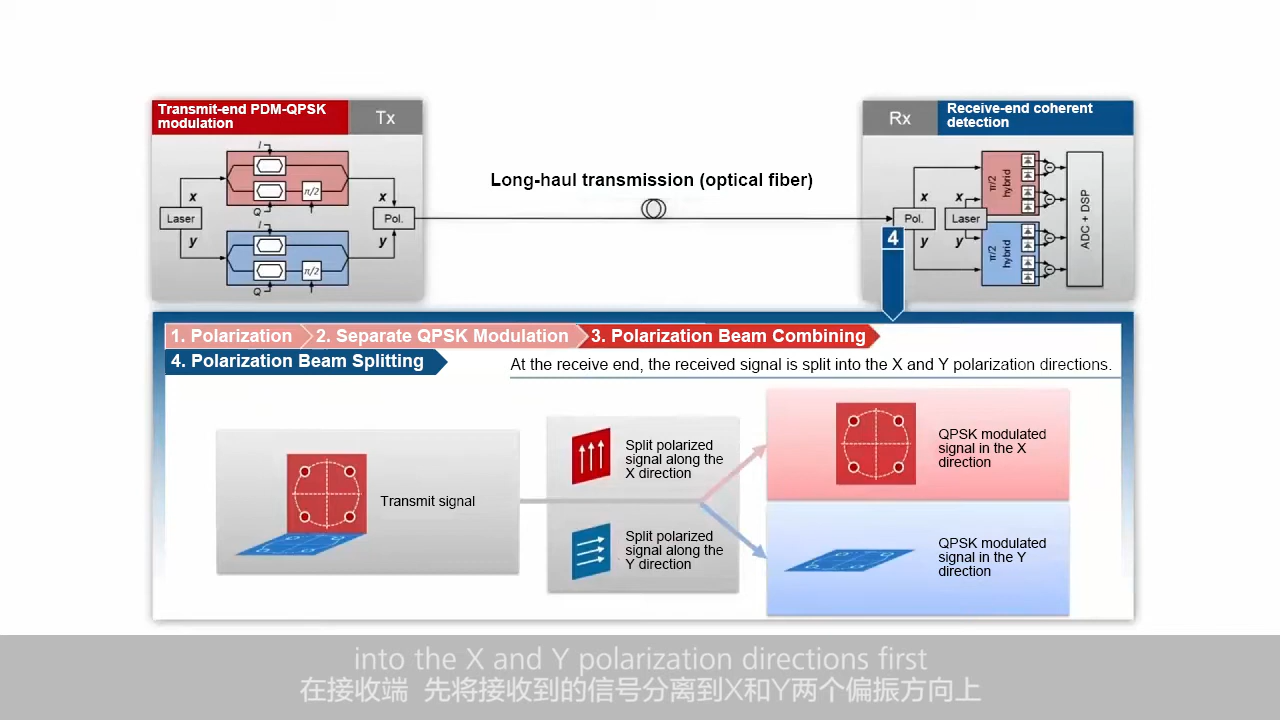 Transmit-end PDM-QPSK
modulation
Tx
Rx
Receive-end coherent
detection
I
x
π/2
Q
Laser
Pol.
I
y
π/2
Q
x
y
Long-haul transmission (optical fiber)
Pol.
x
y
Laser
x
y
π/2
hybrid
π/2
hybrid
ADC + DSP
4
1. Polarization
2. Separate QPSK Modulation
3. Polarization Beam Combining
4. Polarization Beam Splitting
At the receive end, the received signal is split into the X and Y polarization directions.
Transmit signal
Split polarized
signal along the
X direction
Split polarized
signal along the
Y direction
QPSK modulated
signal in the X
direction
QPSK modulated
signal in the Y
direction
into the X and Y polarization directions first
在接收端 先将接收到的信号分离到X和Y两个偏振方向上